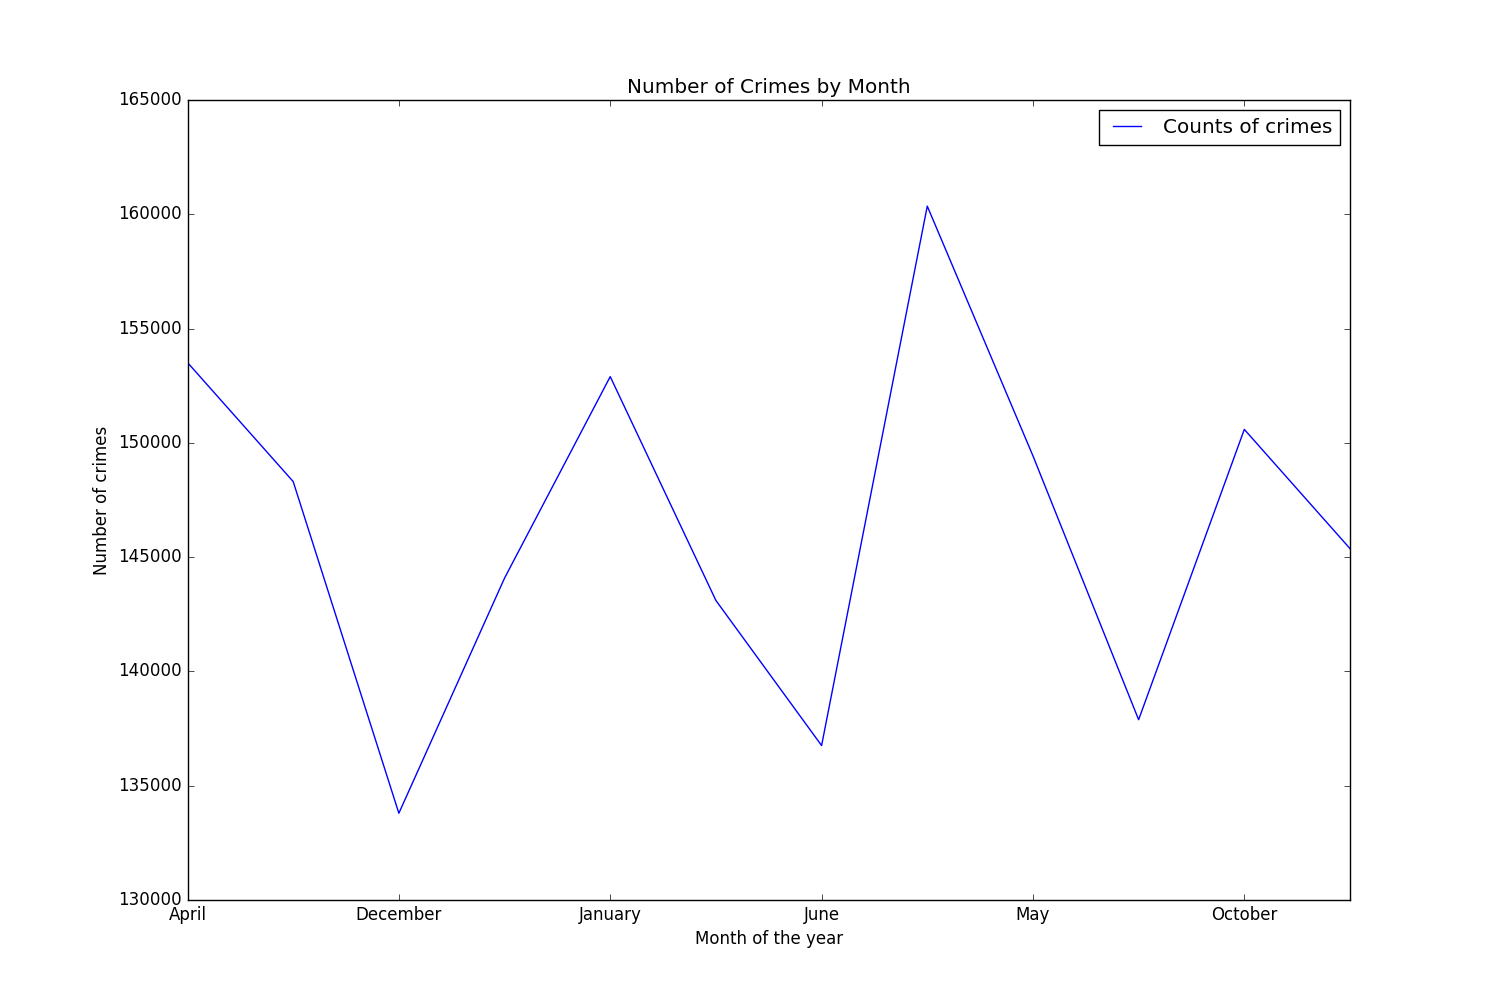 Number of Crimes by Month
Counts of crimes
165000
160000
155000
150000
145000
140000
135000
130000
Number of crimes
April December January June May October
Month of the year